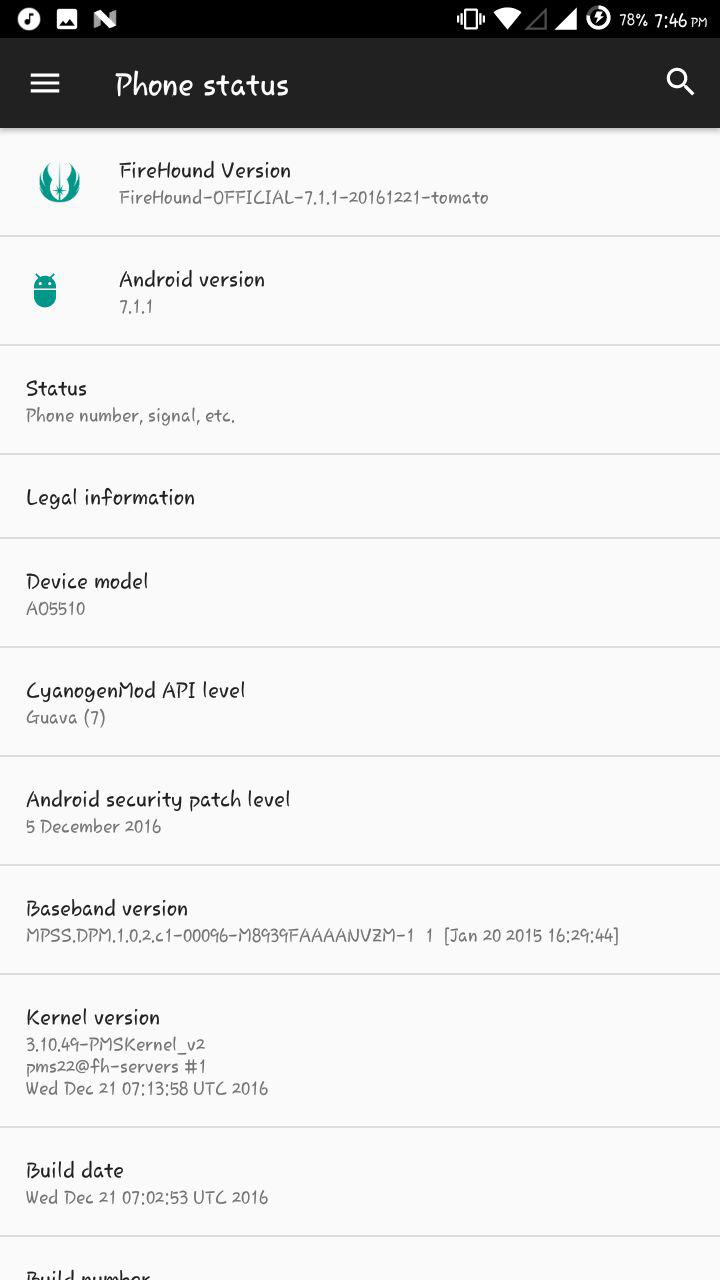 78% 7:46 PM
Phone status
FireHound Version
FireHound-OFFICIAL-7.1.1-20161221-tomato
Android version
7.1.1
Status
Phone number, signal, etc.
Legal information
Device model
AO5510
CyanogenMod API level
Guava (7)
Android security patch level
5 December 2016
Baseband version
MPSS.DPM.1.0.2.c1-00096-M8939FAAAANVZM-1  1  [Jan 20 2015 16:29:44]
Kernel version
3.10.49-PMSKernel_v2
pms22@fh-servers #1
Wed Dec 21 07:13:58 UTC 2016
Build date
Wed Dec 21 07:02:53 UTC 2016
Build number